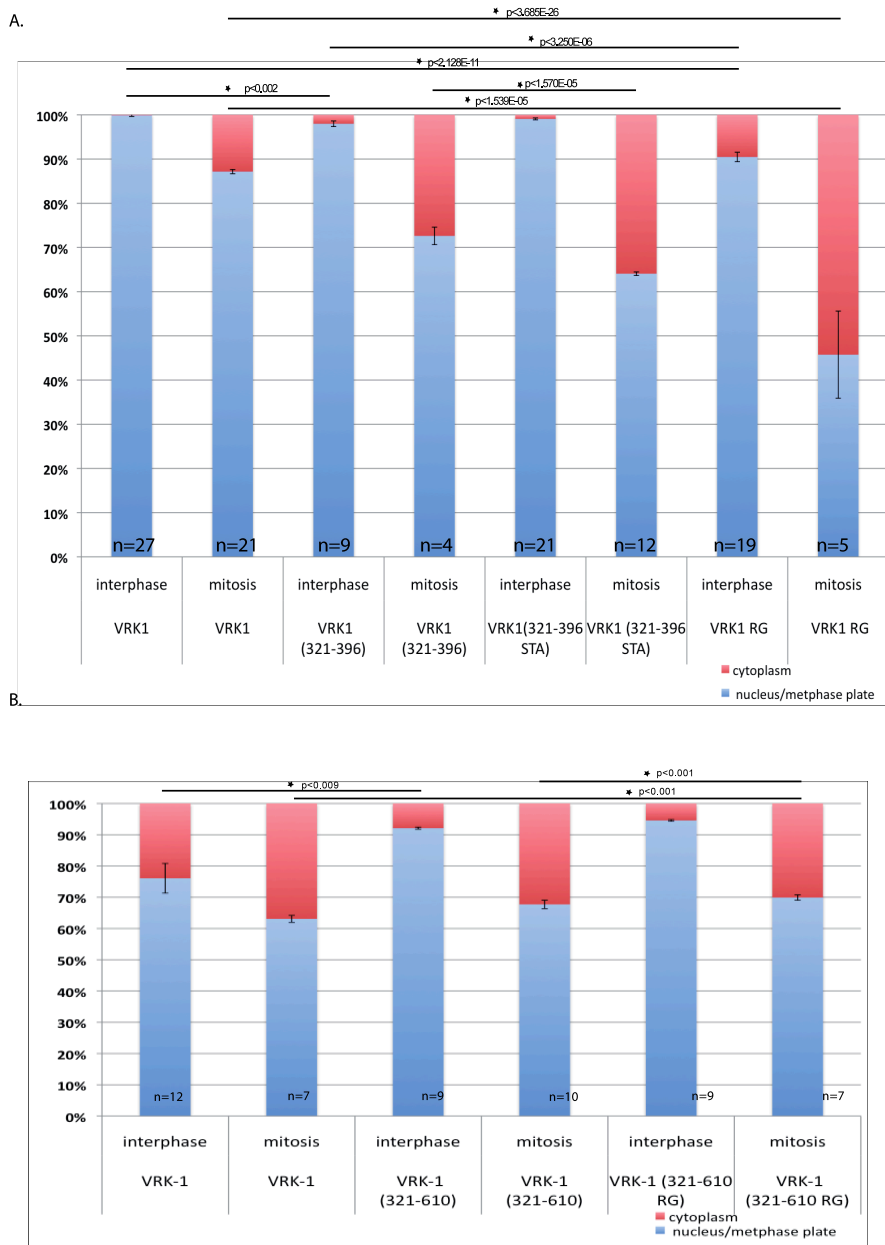 A.
★ p<3.685E-26
★ p<3.250E-06
★ p<2.128E-11
★ p<1.570E-05
★ p<0.002
★ p<1.539E-05
100%
90%
80%
70%
60%
50%
40%
30%
20%
10%
0%
n=27 n=21 n=9 n=4 n=21 n=12 n=19 n=5
interphase mitosis interphase mitosis interphase mitosis interphase mitosis
VRK1 VRK1 VRK1 VRK1 VRK1(321-396 VRK1 (321-396 VRK1 RG VRK1 RG
(321-396) (321-396) STA) STA)
cytoplasm
nucleus/metphase plate
B.
★ p<0.001
★ p<0.009
★ p<0.001
100%
90%
80%
70%
60%
50%
40%
30%
20%
10%
0%
n=12 n=7 n=9 n=10 n=9 n=7
interphase mitosis interphase mitosis interphase mitosis
VRK-1 VRK-1 VRK-1 VRK-1 VRK-1 (321-610 VRK-1
(321-610) (321-610) RG) (321-610 RG)
cytoplasm
nucleus/metphase plate